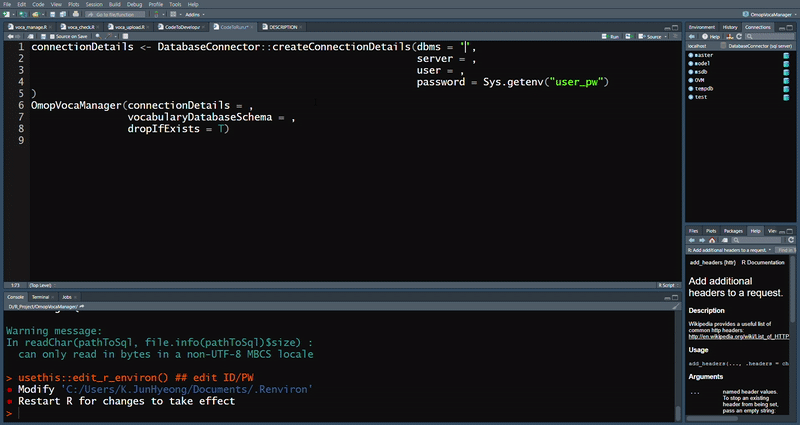 File Edit Code View Plots Session Build Debug Profile Tools Help
Go to file/function
Addins
OmopVocaManager
voca_manage.R
voca_check.R
voca_upload.R
CodeToDevelop
CodeToRun.r*
DESCRIPTION
Source on Save
Run
Source
1 connectionDetails <- DatabaseConnector::createConnectionDetails(dbms = '',
2 server = ,
3 user = ,
4 password = Sys.getenv("user_pw")
5 )
6 OmopVocaManager(connectionDetails = ,
7 vocabularyDatabaseSchema = ,
8 dropIfExists = T)
9
1:73 (Top Level)
R Script
Console Terminal Jobs
D:/R_Project/OmopVocaManager/
Warning message:
In readChar(pathToSql, file.info(pathToSql)$size) :
can only read in bytes in a non-UTF-8 MBCS locale
> usethis::edit_r_environ() ## edit ID/PW
Modify 'C:/Users/K.JunHyeong/Documents/.Renviron'
Restart R for changes to take effect
>
Environment History Connections
Help
localhost
DatabaseConnector (sql server)
master
model
msdb
OVM
tempdb
test
Files Plots Packages Help
R: Add additional headers to a request.
Find in
add_headers {httr} R Documentation
Add additional
headers to a request.
Description
Wikipedia provides a useful list of
common http headers:
http://en.wikipedia.org/wiki/List_of_HTTP
Usage
add_headers(..., .headers = ch
Arguments
... named header values.
To stop an existing
header from being set,
pass an empty string: